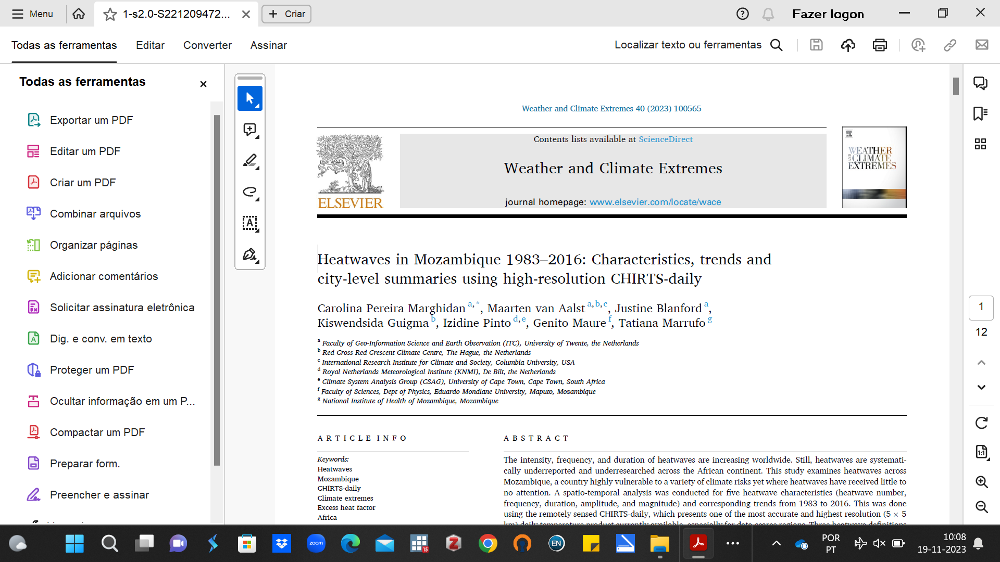 Menu
1-s2.0-S221209472...
Criar
Fazer logon
Todas as ferramentas
Editar
Converter
Assinar
Localizar texto ou ferramentas
Todas as ferramentas
Exportar um PDF
Editar um PDF
Criar um PDF
Combinar arquivos
Organizar páginas
Adicionar comentários
Solicitar assinatura eletrônica
Dig. e conv. em texto
Proteger um PDF
Ocultar informação em um P...
Compactar um PDF
Preparar form.
Preencher e assinar
Weather and Climate Extremes 40 (2023) 100565
Contents lists available at ScienceDirect
Weather and Climate Extremes
journal homepage: www.elsevier.com/locate/wace
ELSEVIER
WEATHER
AND CLIMATE
EXTREMES
Heatwaves in Mozambique 1983–2016: Characteristics, trends and
city-level summaries using high-resolution CHIRTS-daily
Carolina Pereira Marghidan a,*, Maarten van Aalst a,b,c, Justine Blanford a,
Kiswendsida Guigma b, Izidine Pinto d,e, Genito Maure f, Tatiana Marrufo g
a Faculty of Geo-Information Science and Earth Observation (ITC), University of Twente, the Netherlands
b Red Cross Red Crescent Climate Centre, The Hague, the Netherlands
c International Research Institute for Climate and Society, Columbia University, USA
d Royal Netherlands Meteorological Institute (KNMI), De Bilt, the Netherlands
e Climate System Analysis Group (CSAG), University of Cape Town, Cape Town, South Africa
f Faculty of Sciences, Dept of Physics, Eduardo Mondlane University, Maputo, Mozambique
g National Institute of Health of Mozambique, Mozambique
ARTICLE INFO
Keywords:
Heatwaves
Mozambique
CHIRTS-daily
Climate extremes
Excess heat factor
Africa
ABSTRACT
The intensity, frequency, and duration of heatwaves are increasing worldwide. Still, heatwaves are systemati-
cally underreported and underresearched across the African continent. This study examines heatwaves across
Mozambique, a country highly vulnerable to a variety of climate risks yet where heatwaves have received little to
no attention. A spatio-temporal analysis was conducted for five heatwave characteristics (heatwave number,
frequency, duration, amplitude, and magnitude) and corresponding trends from 1983 to 2016. This was done
using the remotely sensed CHIRTS-daily, which presents one of the most accurate and highest resolution (5 × 5
1
12
1:1
zoom
15
EN
POR
PT
10:08
19-11-2023